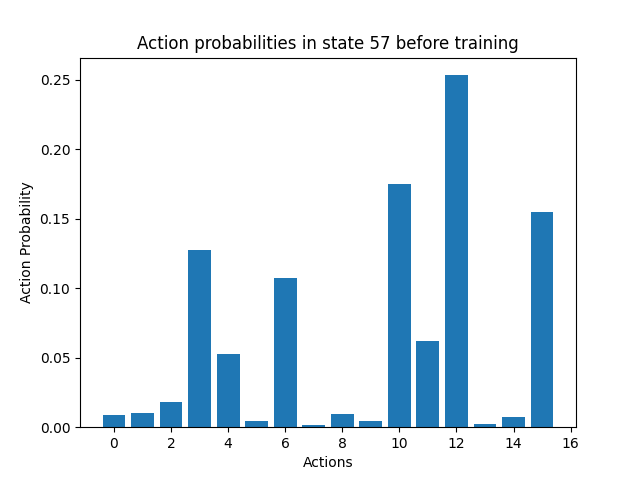 Action probabilities in state 57 before training
0.25
0.20
0.15
0.10
0.05
0.00
Action Probability
0 2 4 6 8 10 12 14 16
Actions